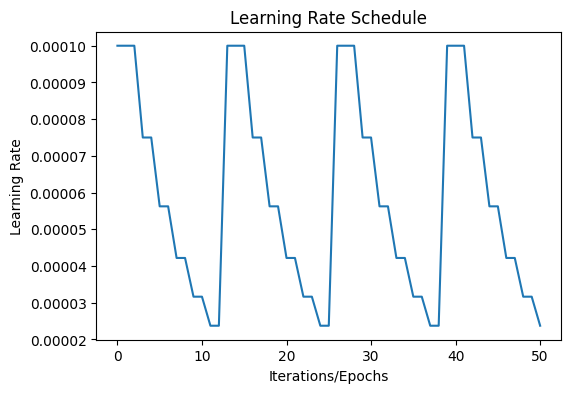 Learning Rate Schedule
0.00010
0.00009
0.00008
0.00007
0.00006
0.00005
0.00004
0.00003
0.00002
Learning Rate
0 10 20 30 40 50
Iterations/Epochs